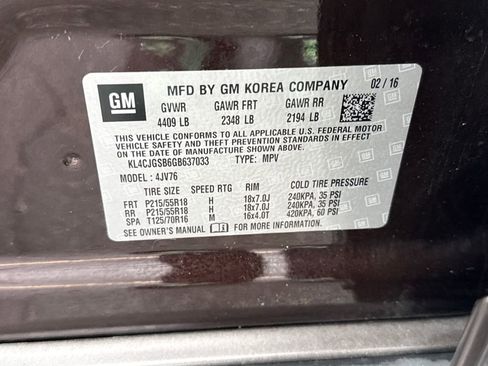 GM
MFD BY GM KOREA COMPANY 02/16
GVWR GAWR FRT GAWR RR
4409 LB 2348 LB 2194 LB
THIS VEHICLE CONFORMS TO ALL APPLICABLE U.S. FEDERAL MOTOR
VEHICLE SAFETY, BUMPER, AND THEFT PREVENTION STANDARDS IN EFFECT
ON THE DATE OF MANUFACTURE SHOWN ABOVE.
KL4CJGSB6GB637033 TYPE: MPV
MODEL: 4JV76
SPEED RTG RIM COLD TIRE PRESSURE
FRT P215/55R18 H 18x7.0J 240KPA, 35 PSI
RR P215/55R18 H 18x7.0J 240KPA, 35 PSI
SPA T125/70R16 M 16x4.0T 420KPA, 60 PSI
SEE OWNER'S MANUAL FOR MORE INFORMATION.